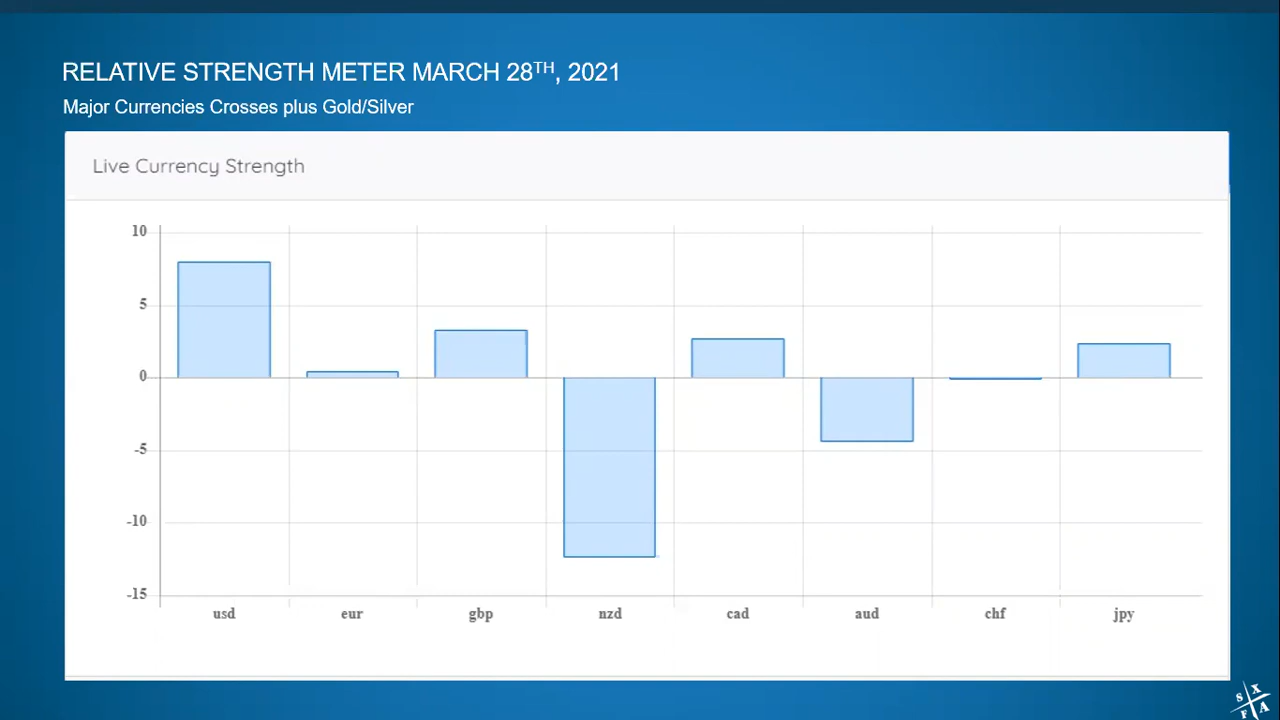 RELATIVE STRENGTH METER MARCH 28TH, 2021
Major Currencies Crosses plus Gold/Silver
Live Currency Strength
10
5
0
-5
-10
-15
usd eur gbp nzd cad aud chf jpy
S X
F A